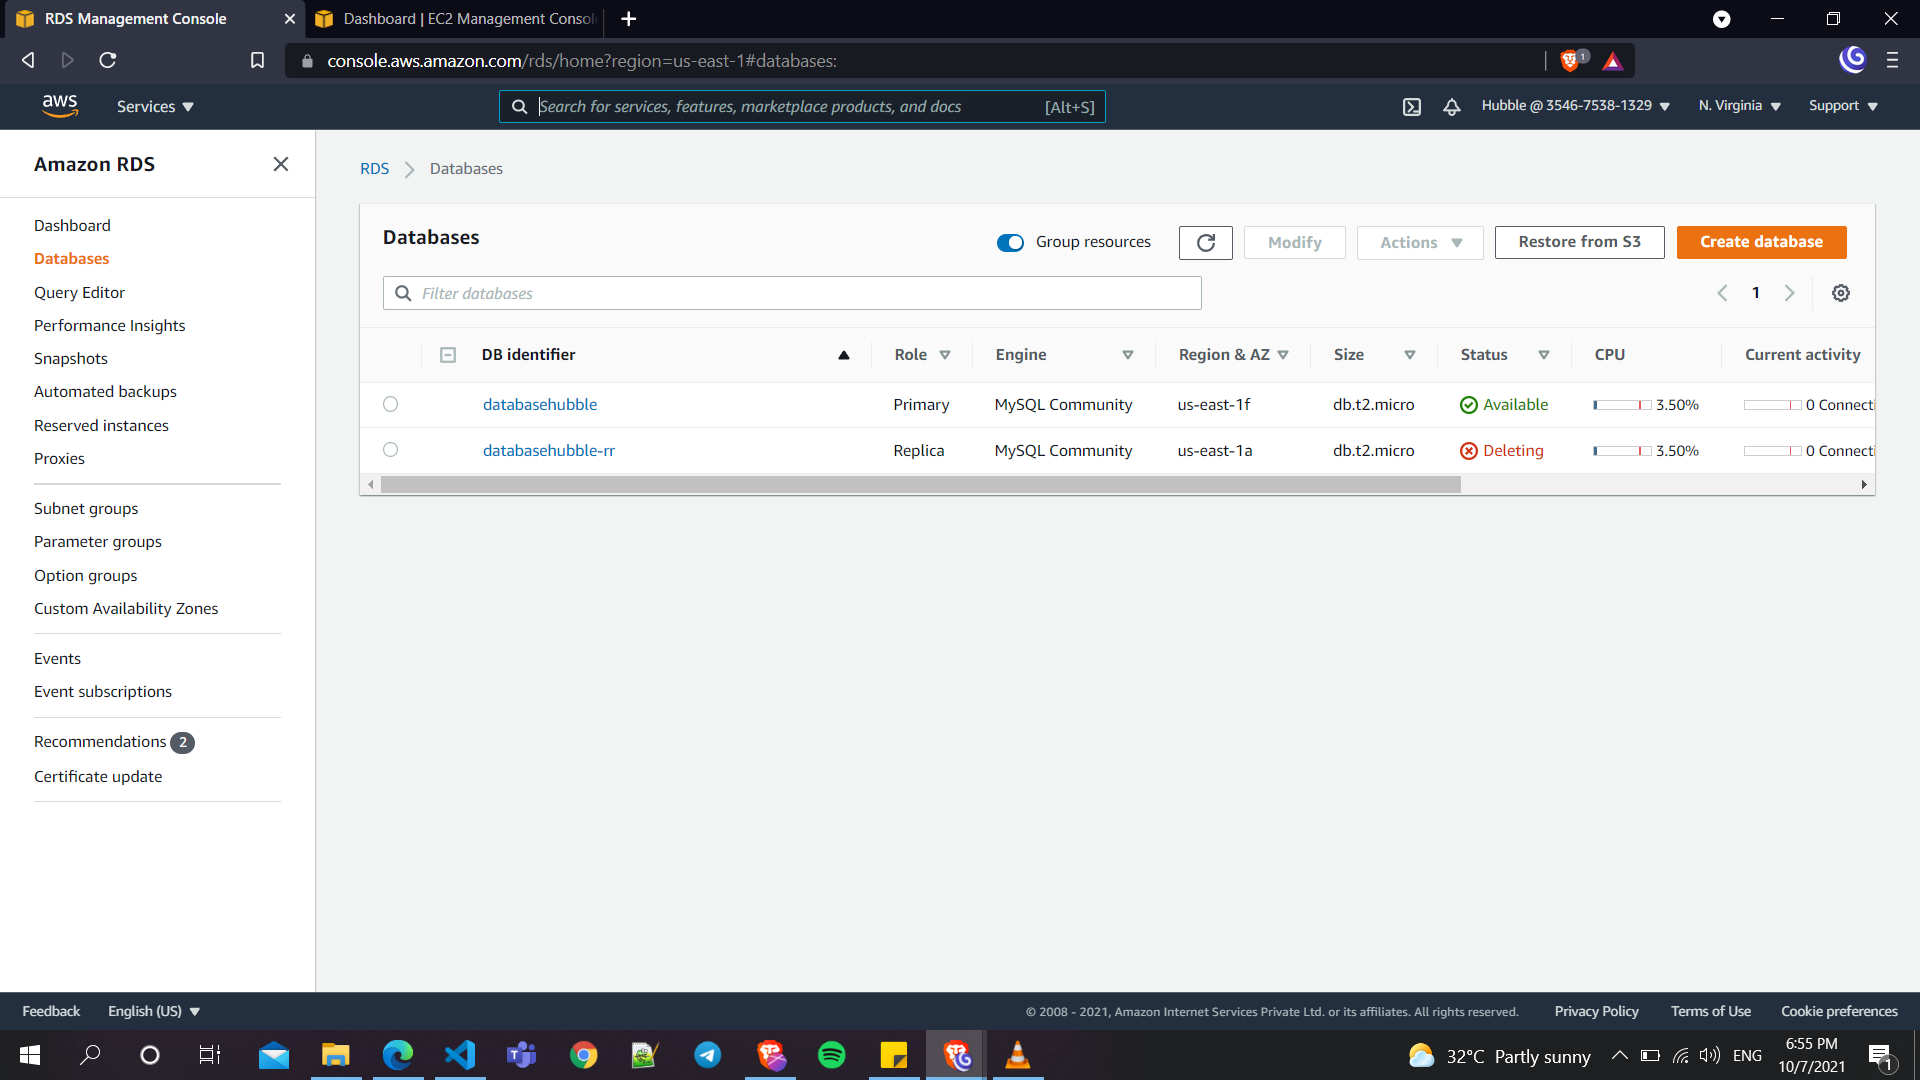 RDS Management Console
Dashboard | EC2 Management Consol
console.aws.amazon.com/rds/home?region=us-east-1#databases:
1
aws
Services
Search for services, features, marketplace products, and docs [Alt+S]
Hubble @ 3546-7538-1329
N. Virginia
Support
Amazon RDS
Dashboard
Databases
Query Editor
Performance Insights
Snapshots
Automated backups
Reserved instances
Proxies
Subnet groups
Parameter groups
Option groups
Custom Availability Zones
Events
Event subscriptions
Recommendations 2
Certificate update
RDS > Databases
Databases
Group resources
Modify
Actions
Restore from S3
Create database
Filter databases
1
DB identifier Role Engine Region & AZ Size Status CPU Current activity
databasehubble Primary MySQL Community us-east-1f db.t2.micro Available 3.50% 0 Connecti
databasehubble-rr Replica MySQL Community us-east-1a db.t2.micro Deleting 3.50% 0 Connecti
Feedback English (US)
© 2008 - 2021, Amazon Internet Services Private Ltd. or its affiliates. All rights reserved.
Privacy Policy Terms of Use Cookie preferences
32°C Partly sunny
ENG
6:55 PM
10/7/2021
1